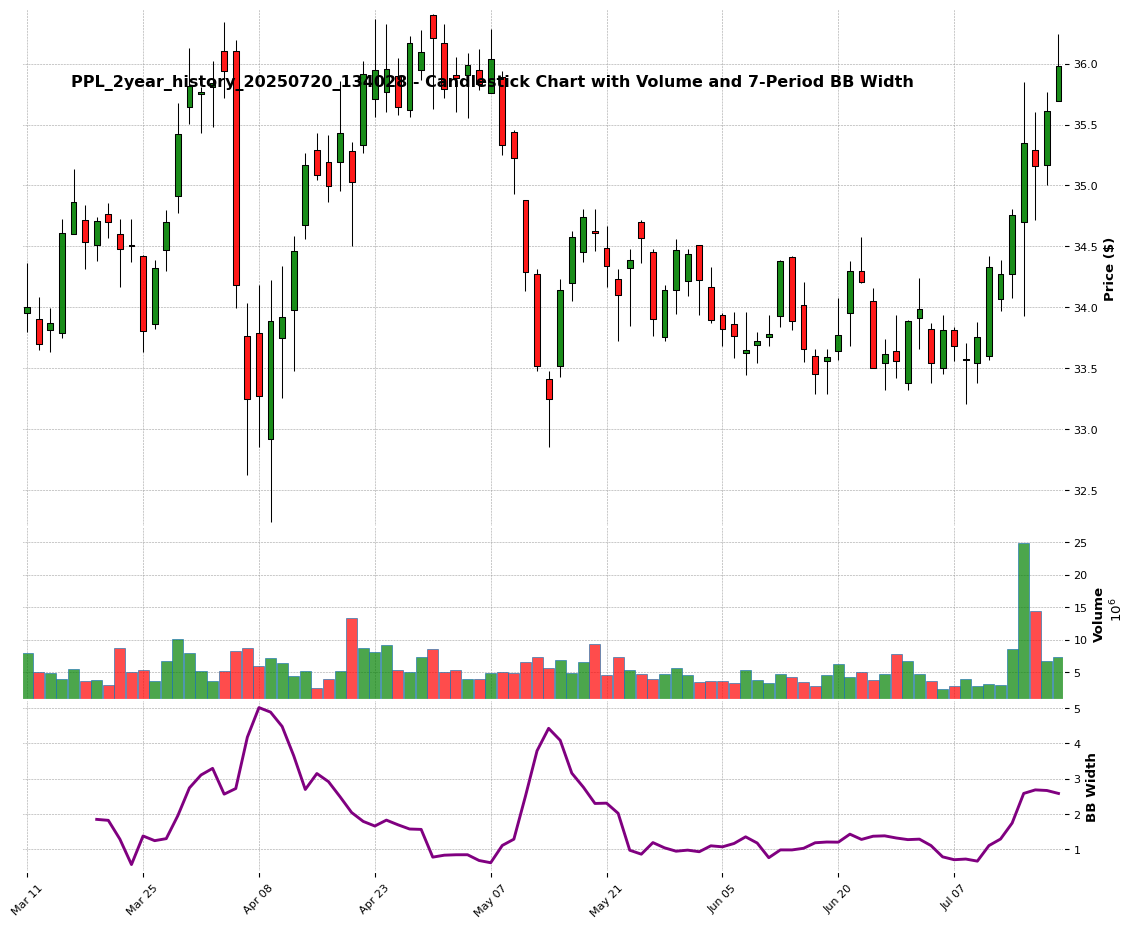 PPL_2year_history_20250720_134028 - Candlestick Chart with Volume and 7-Period BB Width
36.0
35.5
35.0
34.5
34.0
33.5
33.0
32.5
Price ($)
25
20
15
10
5
Volume
10^6
5
4
3
2
1
BB Width
Mar 11
Mar 25
Apr 08
Apr 23
May 07
May 21
Jun 05
Jun 20
Jul 07